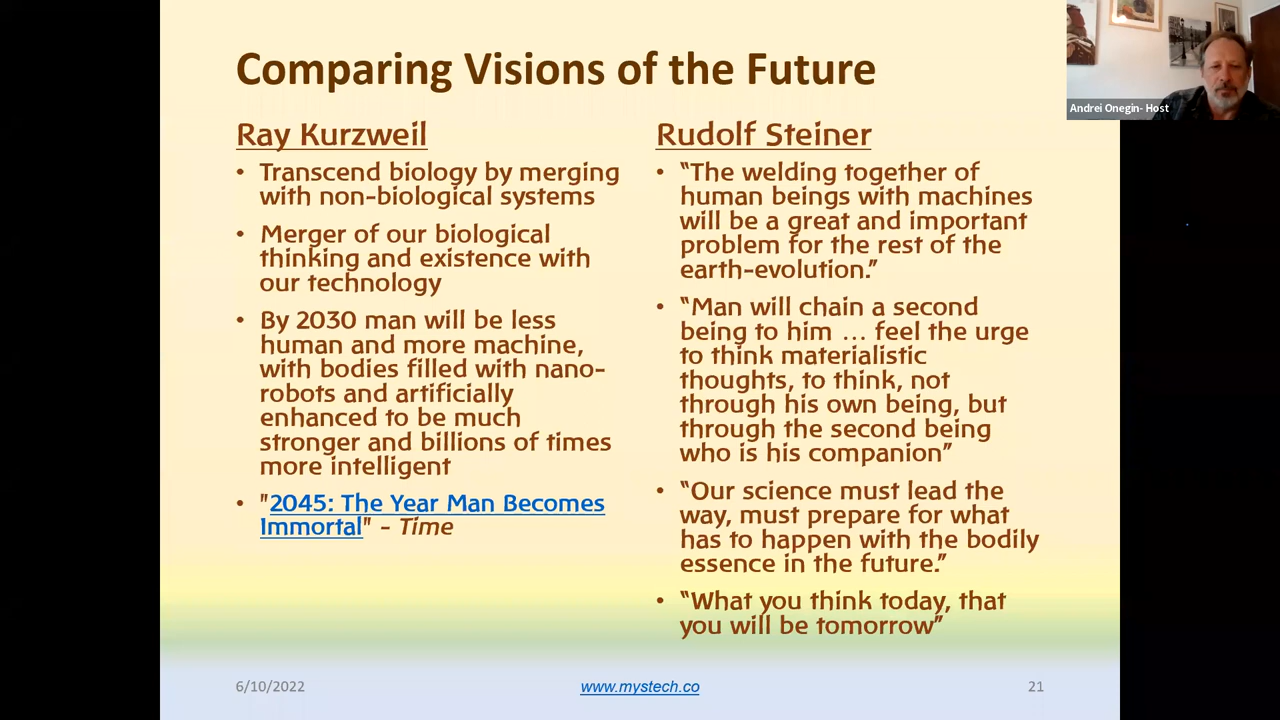 Comparing Visions of the Future
Andrei Onegin- Host
Ray Kurzweil
• Transcend biology by merging
with non-biological systems
• Merger of our biological
thinking and existence with
our technology
• By 2030 man will be less
human and more machine,
with bodies filled with nano-
robots and artificially
enhanced to be much
stronger and billions of times
more intelligent
• "2045: The Year Man Becomes
Immortal" - Time
Rudolf Steiner
• “The welding together of
human beings with machines
will be a great and important
problem for the rest of the
earth-evolution.”
• “Man will chain a second
being to him … feel the urge
to think materialistic
thoughts, to think, not
through his own being, but
through the second being
who is his companion”
• “Our science must lead the
way, must prepare for what
has to happen with the bodily
essence in the future.”
• “What you think today, that
you will be tomorrow”
6/10/2022
www.mystech.co
21